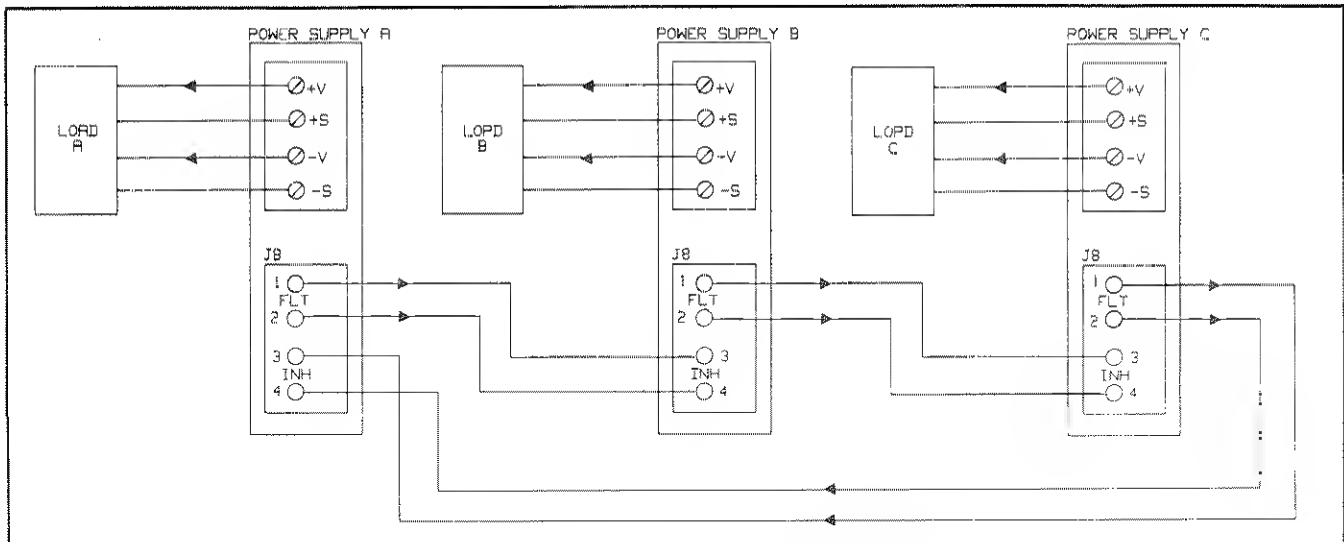 POWER SUPPLY A
LOAD
A
+V
+S
-V
-S
J8
1
FLT
2
3
INH
4
POWER SUPPLY B
LOPD
B
+V
+S
-V
-S
J8
1
FLT
2
3
INH
4
POWER SUPPLY C
LOPD
C
+V
+S
-V
-S
J8
1
FLT
2
3
INH
4